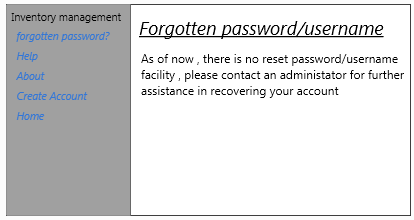 Inventory management
forgotten password?
Help
About
Create Account
Home
Forgotten password/username
As of now , there is no reset password/username
facility , please contact an administator for further
assistance in recovering your account